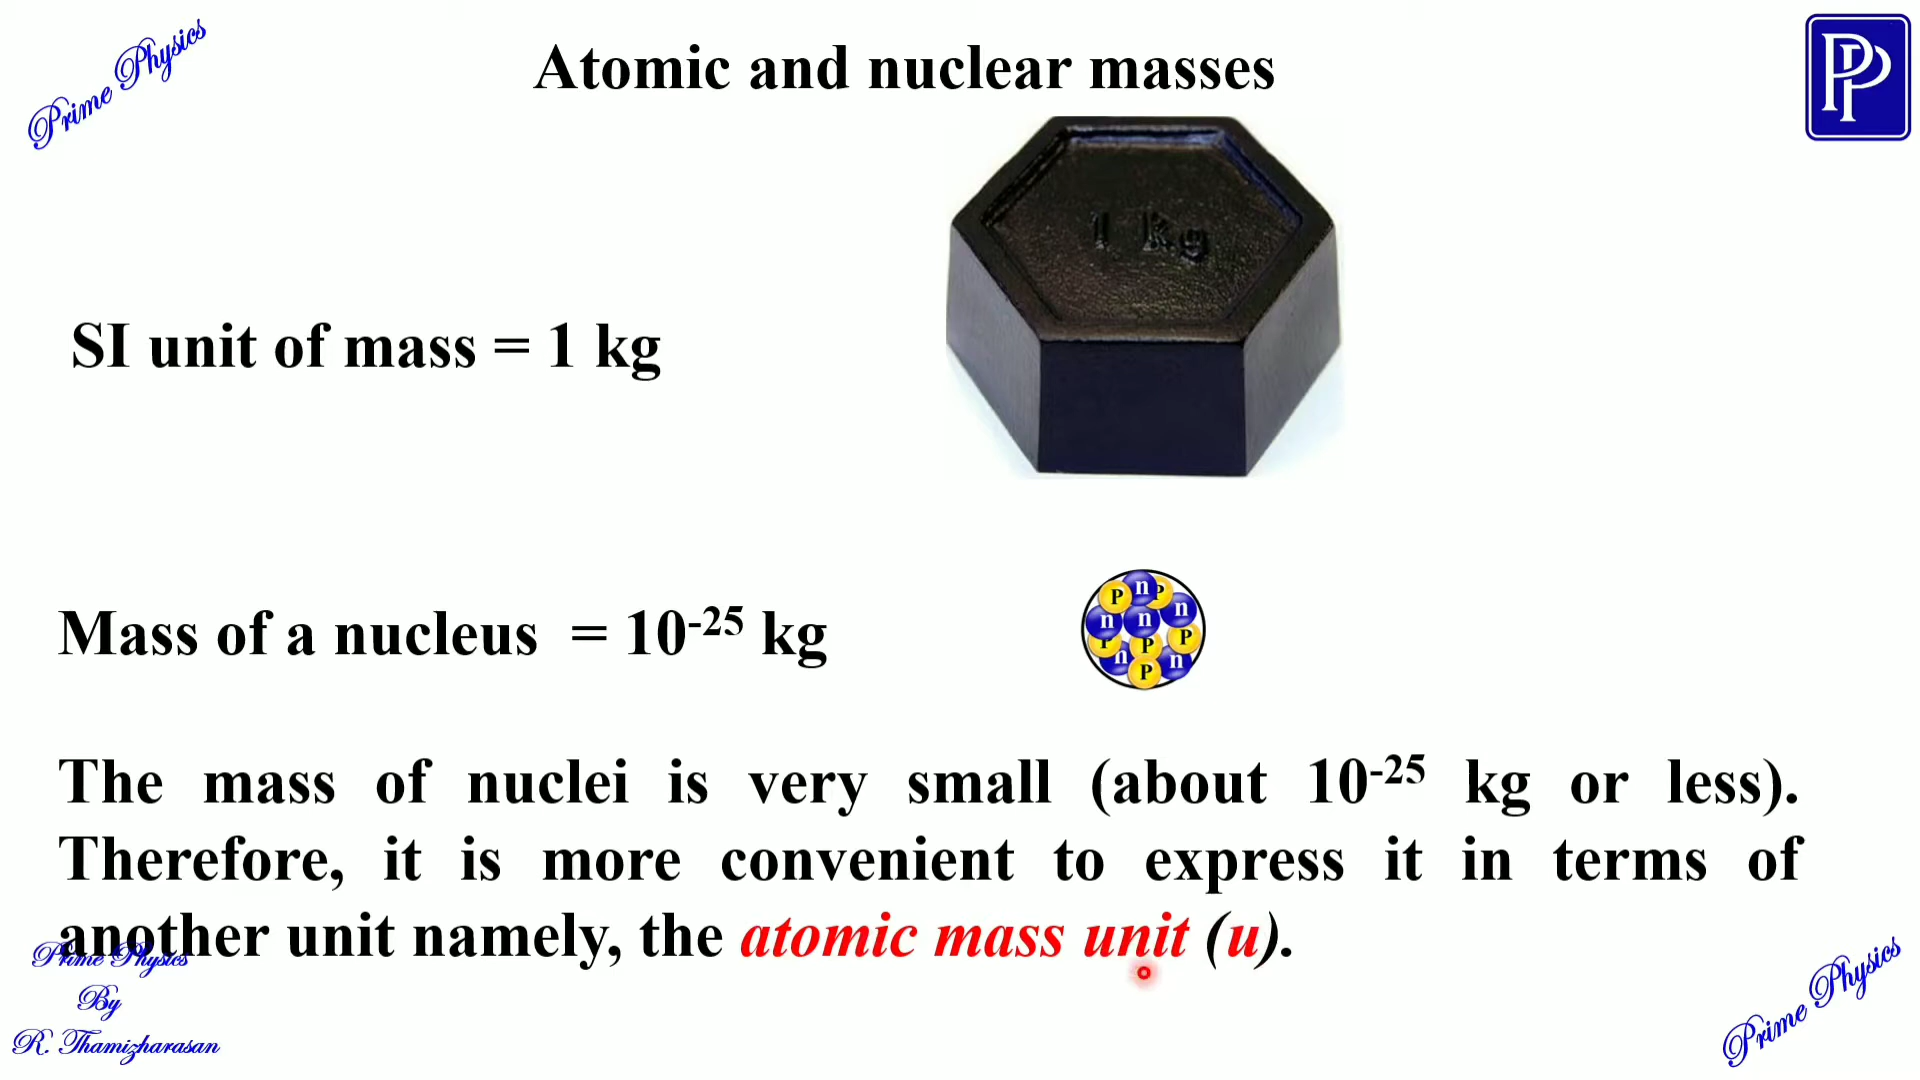 Prime Physics
Atomic and nuclear masses
PP
1 kg
SI unit of mass = 1 kg
Mass of a nucleus = 10⁻²⁵ kg
P n P
n n n
P P P
n n
P
The mass of nuclei is very small (about 10⁻²⁵ kg or less).
Therefore, it is more convenient to express it in terms of
another unit namely, the atomic mass unit (u).
Prime Physics
By
R. Thamizharasan
Prime Physics